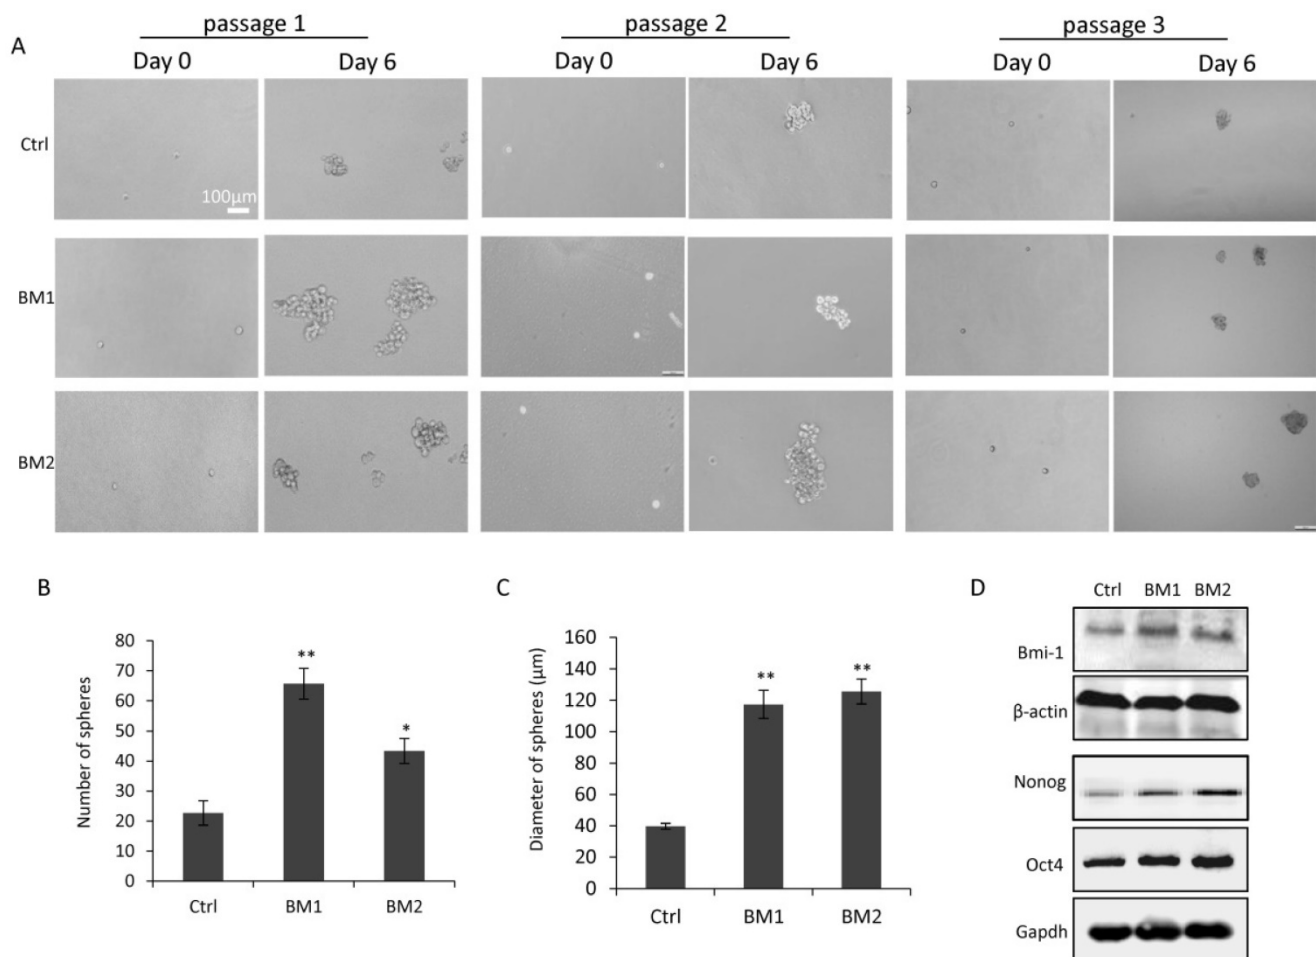 passage 1 passage 2 passage 3
A
Day 0 Day 6 Day 0 Day 6 Day 0 Day 6
Ctrl
100μm
BM1
BM2
B
Number of spheres
80
70
60
50
40
30
20
10
0
**
*
Ctrl BM1 BM2
C
Diameter of spheres (μm)
160
140
120
100
80
60
40
20
0
**
**
Ctrl BM1 BM2
D
Ctrl BM1 BM2
Bmi-1
β-actin
Nonog
Oct4
Gapdh